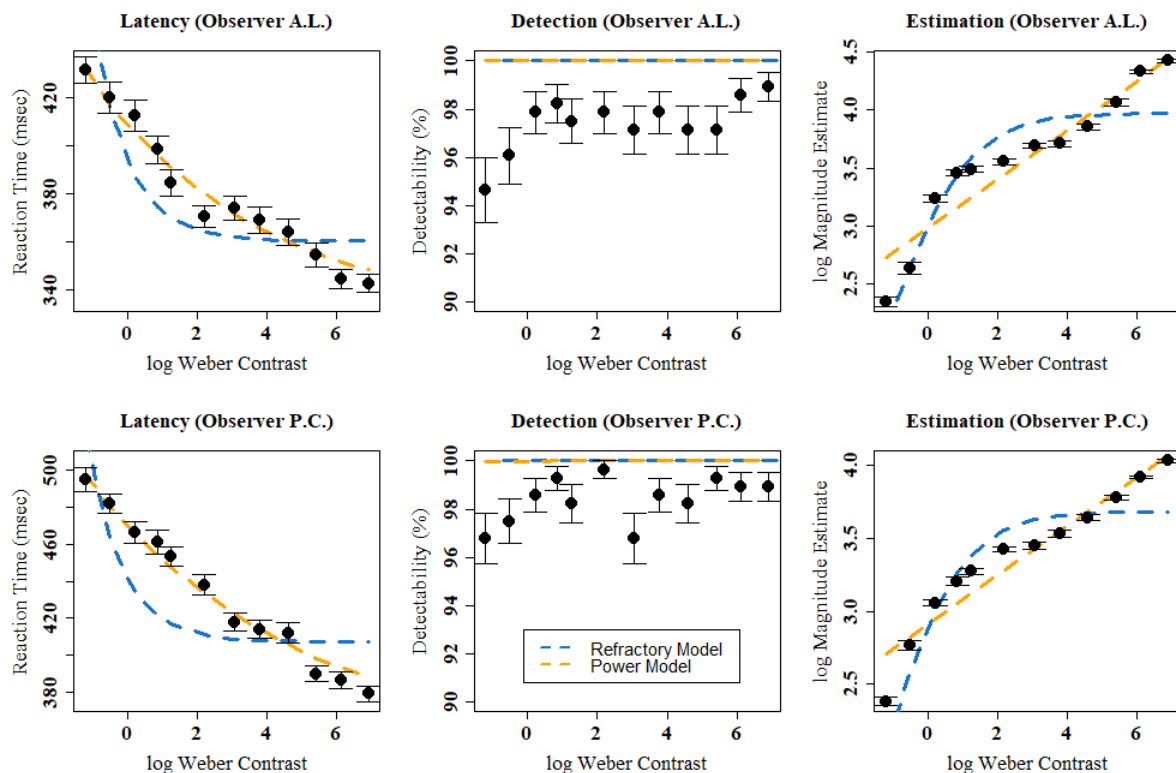 Latency (Observer A.L.)
Reaction Time (msec)
420
380
340
0 2 4 6
log Weber Contrast
Detection (Observer A.L.)
Detectability (%)
100
98
96
94
92
90
0 2 4 6
log Weber Contrast
Estimation (Observer A.L.)
log Magnitude Estimate
4.5
4.0
3.5
3.0
2.5
0 2 4 6
log Weber Contrast
Latency (Observer P.C.)
Reaction Time (msec)
500
460
420
380
0 2 4 6
log Weber Contrast
Detection (Observer P.C.)
Detectability (%)
100
98
96
94
92
90
Refractory Model
Power Model
0 2 4 6
log Weber Contrast
Estimation (Observer P.C.)
log Magnitude Estimate
4.0
3.5
3.0
2.5
0 2 4 6
log Weber Contrast